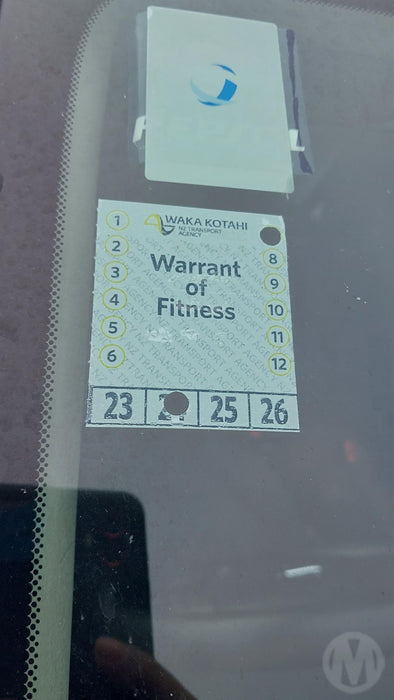 WAKA KOTAHI
NZ TRANSPORT
AGENCY
Warrant
of
Fitness
1
2
3
4
5
6
8
9
10
11
12
23 25 26
M